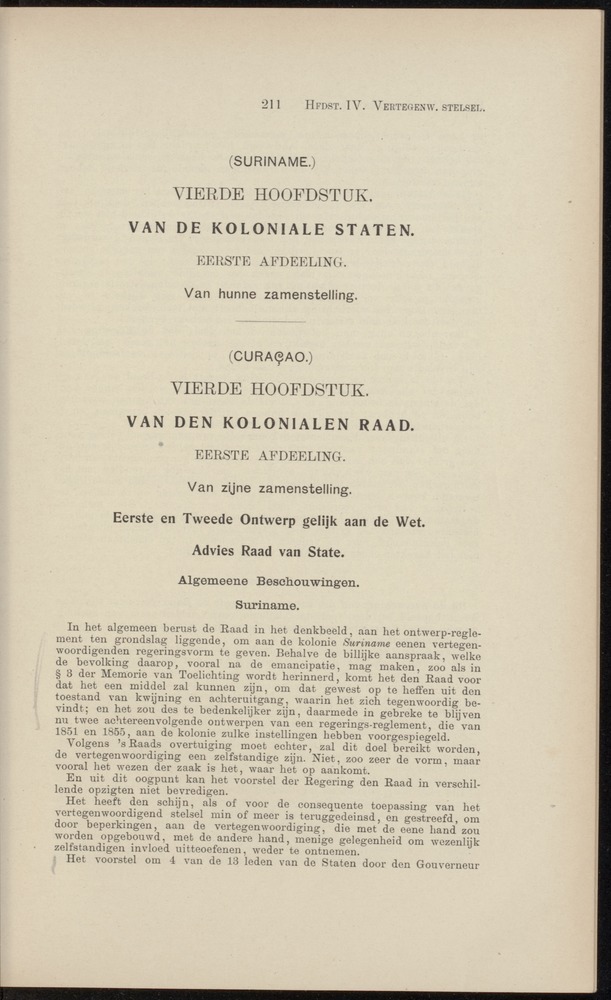 211 HFDST. IV. VERTEGENW. STELSEL.
(SURINAME.)
VIERDE HOOFDSTUK.
VAN DE KOLONIALE STATEN.
EERSTE AFDEELING.
Van hunne zamenstelling.
(CURAÇAO.)
VIERDE HOOFDSTUK.
VAN DEN KOLONIALEN RAAD.
EERSTE AFDEELING.
Van zijne zamenstelling.
Eerste en Tweede Ontwerp gelijk aan de Wet.
Advies Raad van State.
Algemeene Beschouwingen.
Suriname.
In het algemeen berust de Raad in het denkbeeld, aan het ontwerp-regle-
ment ten grondslag liggende, om aan de kolonie Suriname eenen vertegen-
woordigenden regeringsvorm te geven. Behalve de billijke aanspraak, welke
de bevolking daarop, vooral na de emancipatie, mag maken, zoo als in
§ 3 der Memorie van Toelichting wordt herinnerd, komt het den Raad voor
dat het een middel zal kunnen zijn, om dat gewest op te heffen uit den
toestand van kwijning en achteruitgang, waarin het zich tegenwoordig be-
vindt; en het zou des te bedenkelijker zijn, daarmede in gebreke te blijven
nu twee achtereenvolgende ontwerpen van een regerings-reglement, die van
1851 en 1855, aan de kolonie zulke instellingen hebben voorgespiegeld.
Volgens 's Raads overtuiging moet echter, zal dit doel bereikt worden,
de vertegenwoordiging een zelfstandige zijn. Niet, zoo zeer de vorm, maar
vooral het wezen der zaak is het, waar het op aankomt.
En uit dit oogpunt kan het voorstel der Regering den Raad in verschil-
lende opzigten niet bevredigen.
Het heeft den schijn, als of voor de consequente toepassing van het
vertegenwoordigend stelsel min of meer is teruggedeinsd, en gestreefd, om
door beperkingen, aan de vertegenwoordiging, die met de eene hand zou
worden opgebouwd, met de andere hand, menige gelegenheid om wezenlijk
zelfstandigen invloed uitteoefenen, weder te ontnemen.
Het voorstel om 4 van de 13 leden van de Staten door den Gouverneur